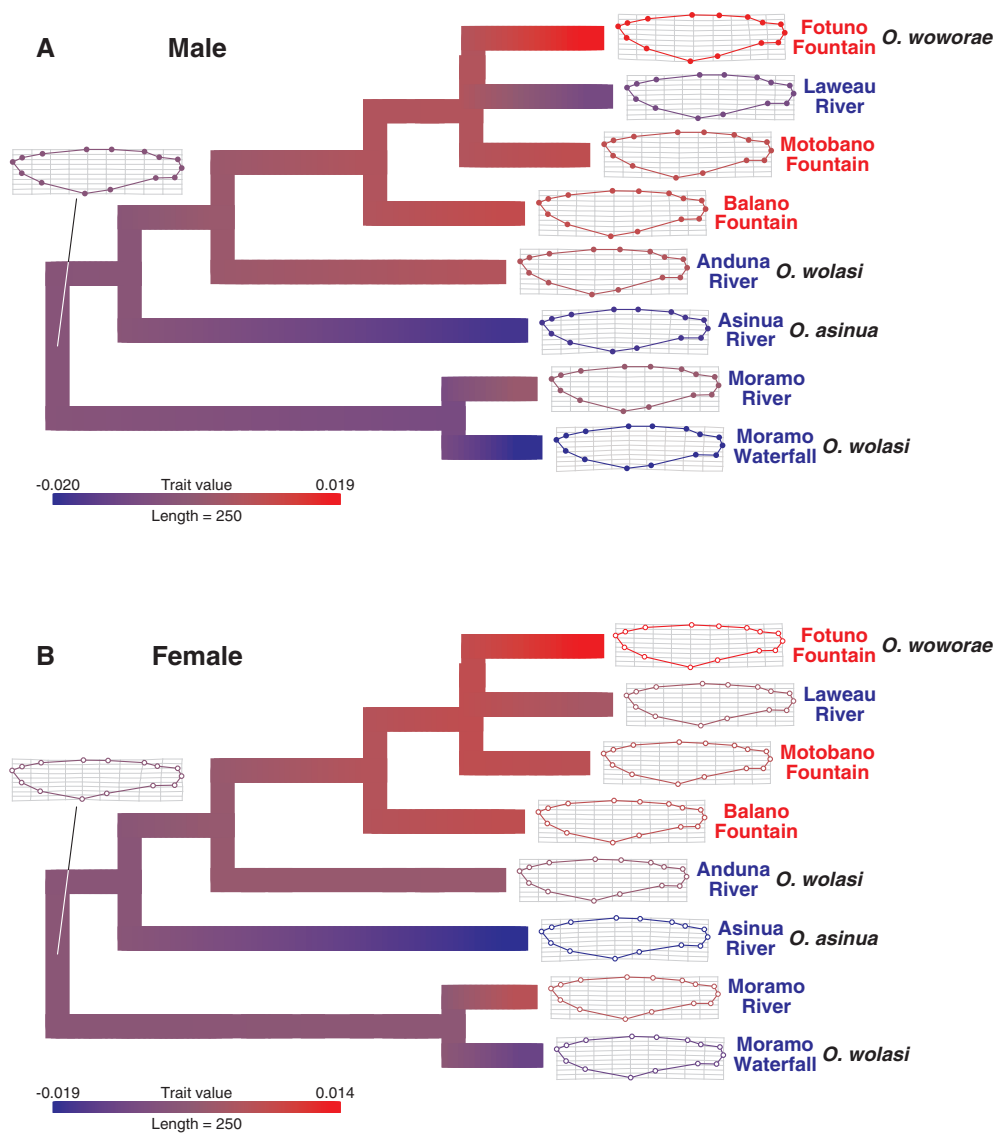 A
Male
Fotuno
Fountain
O. woworae
Laweau
River
Motobano
Fountain
Balano
Fountain
Anduna
River
O. wolasi
Asinua
River
O. asinua
Moramo
River
Moramo
Waterfall
O. wolasi
-0.020 Trait value 0.019
Length = 250
B
Female
Fotuno
Fountain
O. woworae
Laweau
River
Motobano
Fountain
Balano
Fountain
Anduna
River
O. wolasi
Asinua
River
O. asinua
Moramo
River
Moramo
Waterfall
O. wolasi
-0.019 Trait value 0.014
Length = 250